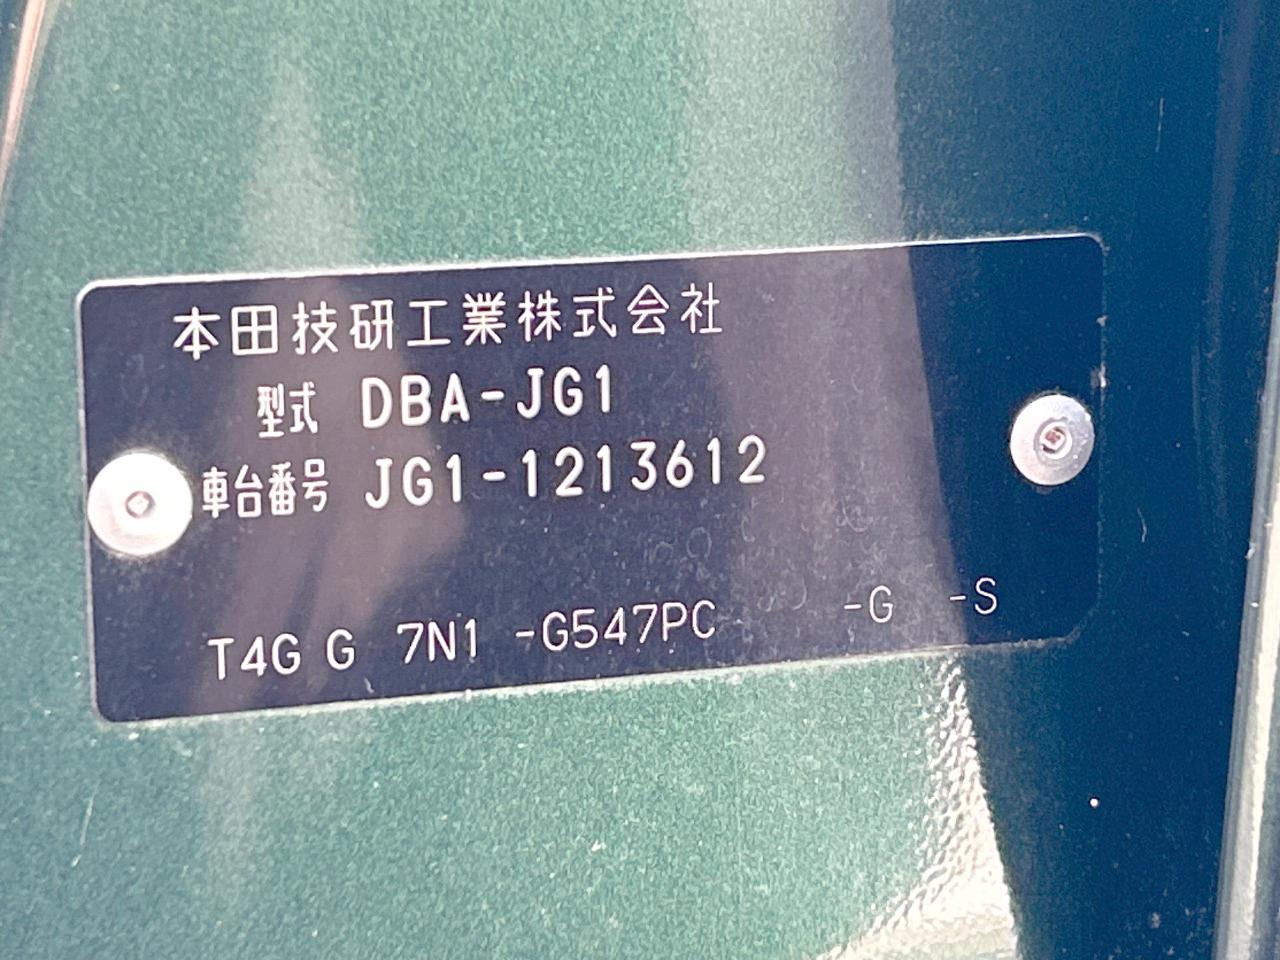 本田技研工業株式会社
型式 DBA-JG1
車台番号 JG1-1213612
T4G G 7N1 -G547PC -G -S